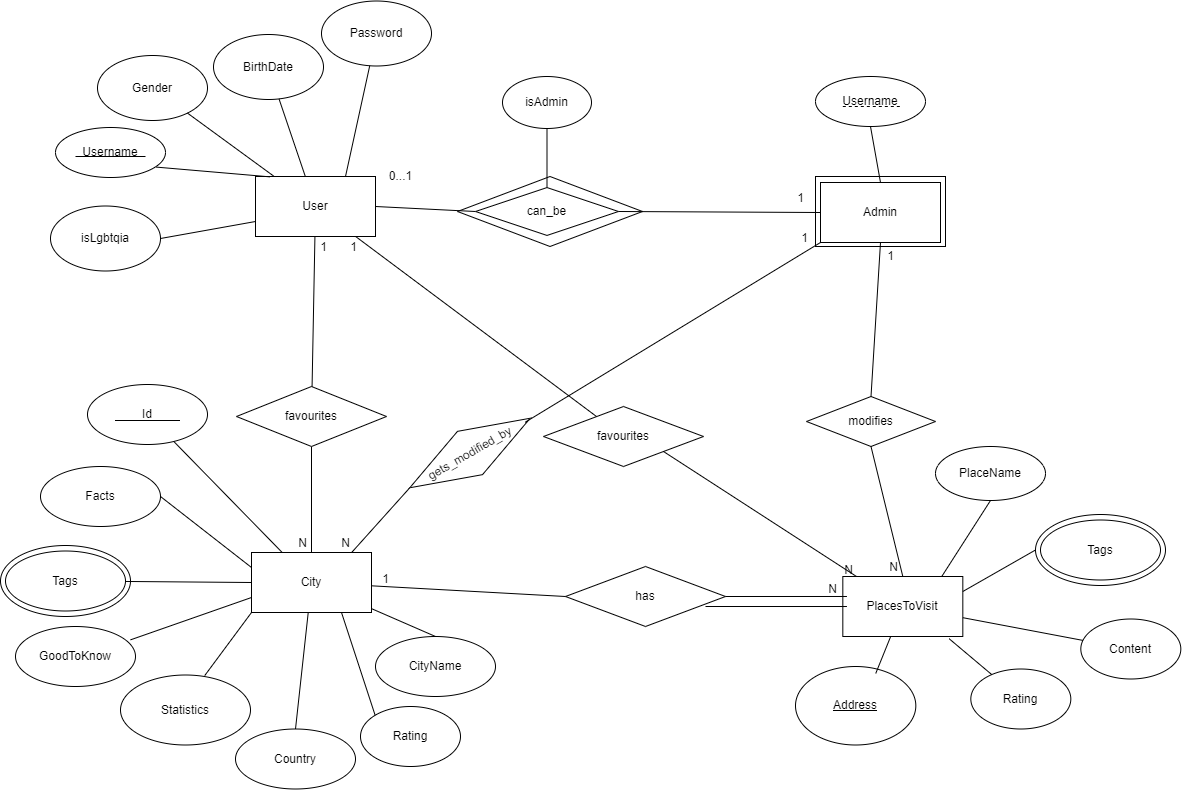 Password
BirthDate
Gender
isAdmin
Username
Username
0...1
User
can_be
1
Admin
isLgbtqia
1
1
1
1
Id
favourites
favourites
modifies
gets_modified_by
PlaceName
Facts
N
N
Tags
N
N
Tags
City
1
has
N
PlacesToVisit
GoodToKnow
CityName
Content
Statistics
Rating
Address
Rating
Country